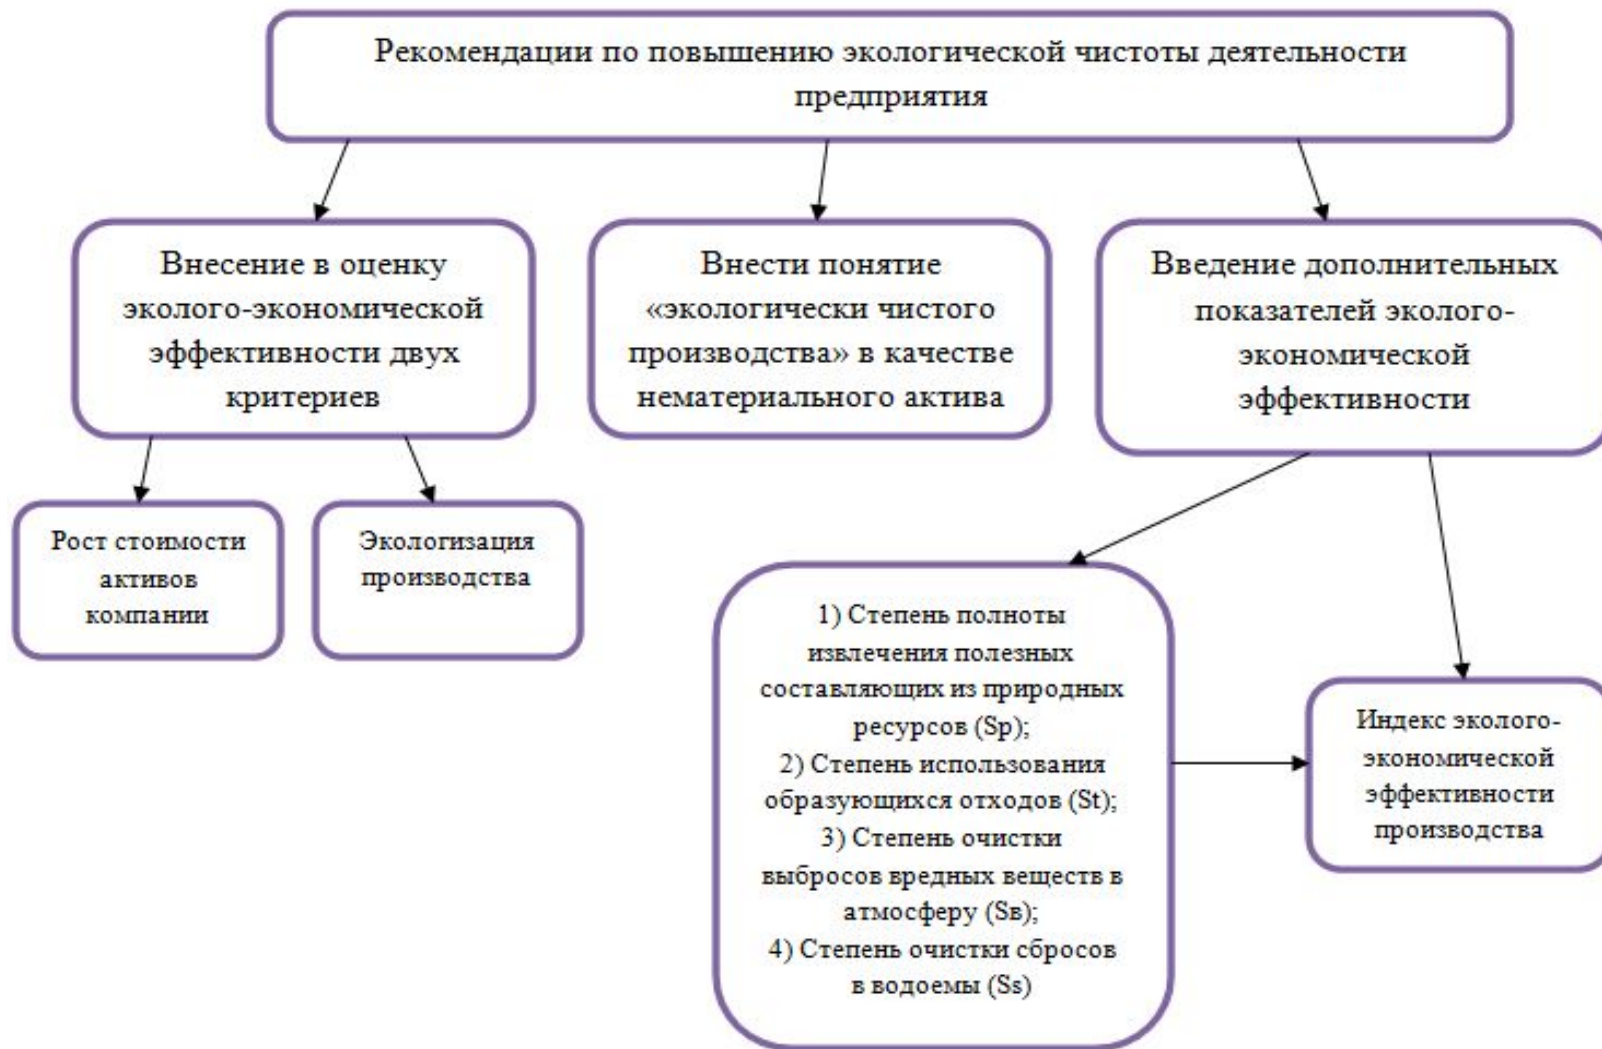 Рекомендации по повышению экологической чистоты деятельности
предприятия
Внесение в оценку
эколого-экономической
эффективности двух
критериев
Внести понятие
«экологически чистого
производства» в качестве
нематериального актива
Введение дополнительных
показателей эколого-
экономической
эффективности
Рост стоимости
активов
компании
Экологизация
производства
1) Степень полноты
извлечения полезных
составляющих из природных
ресурсов (Sp);
2) Степень использования
образующихся отходов (St);
3) Степень очистки
выбросов вредных веществ в
атмосферу (Sв);
4) Степень очистки сбросов
в водоемы (Ss)
Индекс эколого-
экономической
эффективности
производства